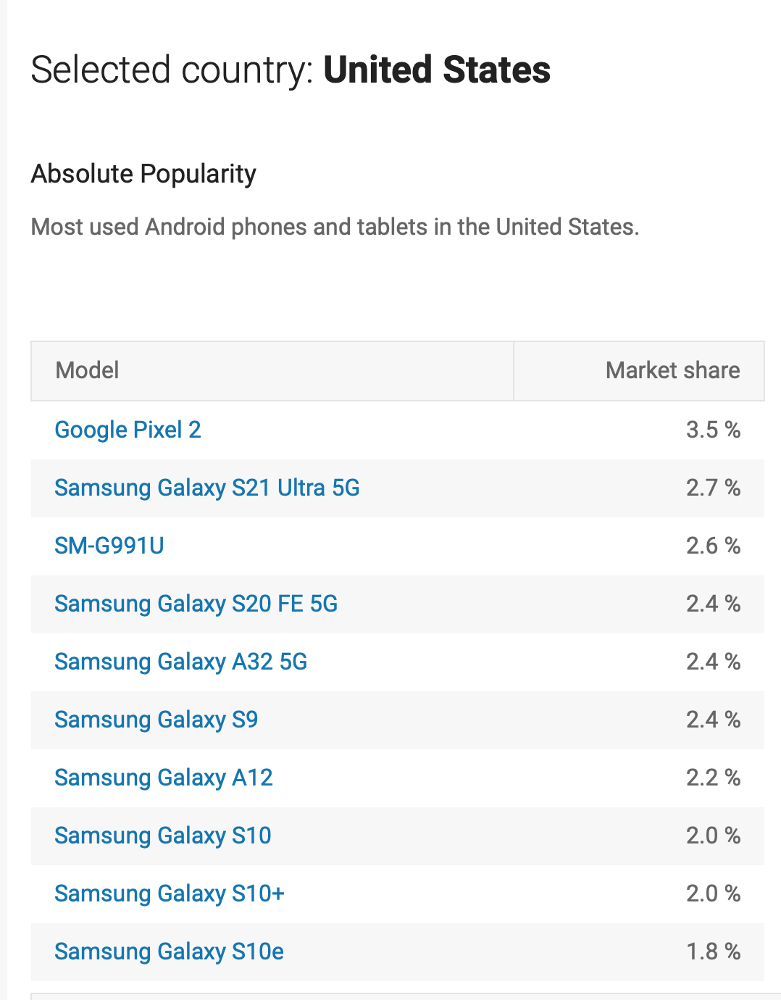 Selected country: United States
Absolute Popularity
Most used Android phones and tablets in the United States.
Model Market share
Google Pixel 2 3.5 %
Samsung Galaxy S21 Ultra 5G 2.7 %
SM-G991U 2.6 %
Samsung Galaxy S20 FE 5G 2.4 %
Samsung Galaxy A32 5G 2.4 %
Samsung Galaxy S9 2.4 %
Samsung Galaxy A12 2.2 %
Samsung Galaxy S10 2.0 %
Samsung Galaxy S10+ 2.0 %
Samsung Galaxy S10e 1.8 %